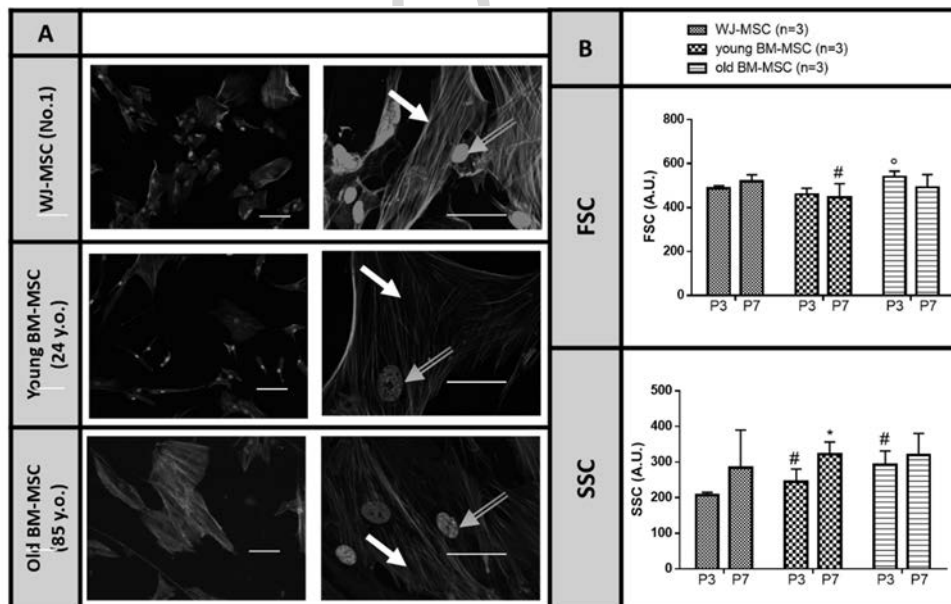 A
WJ-MSC (No.1)
Young BM-MSC
(24 y.o.)
Old BM-MSC
(85 y.o.)
B
WJ-MSC (n=3)
young BM-MSC (n=3)
old BM-MSC (n=3)
FSC
FSC (A.U.)
800
600
400
200
0
#
°
P3 P7 P3 P7 P3 P7
SSC
SSC (A.U.)
500
400
300
200
100
0
# * #
P3 P7 P3 P7 P3 P7